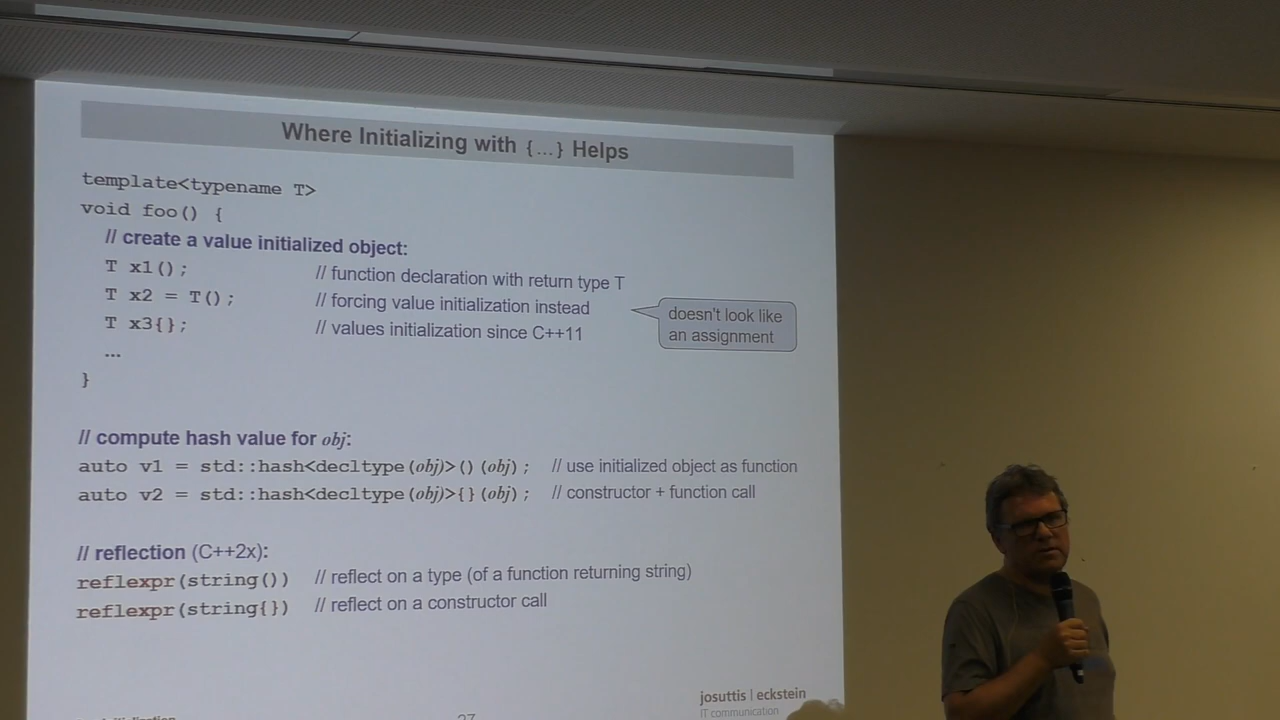 Where Initializing with {...} Helps
template<typename T>
void foo() {
// create a value initialized object:
T x1(); // function declaration with return type T
T x2 = T(); // forcing value initialization instead
T x3{}; // values initialization since C++11
doesn't look like
an assignment
...
}
// compute hash value for obj:
auto v1 = std::hash<decltype(obj)>()(obj); // use initialized object as function
auto v2 = std::hash<decltype(obj)>{}(obj); // constructor + function call
// reflection (C++2x):
reflexpr(string()) // reflect on a type (of a function returning string)
reflexpr(string{}) // reflect on a constructor call
josuttis | eckstein
IT communication
27